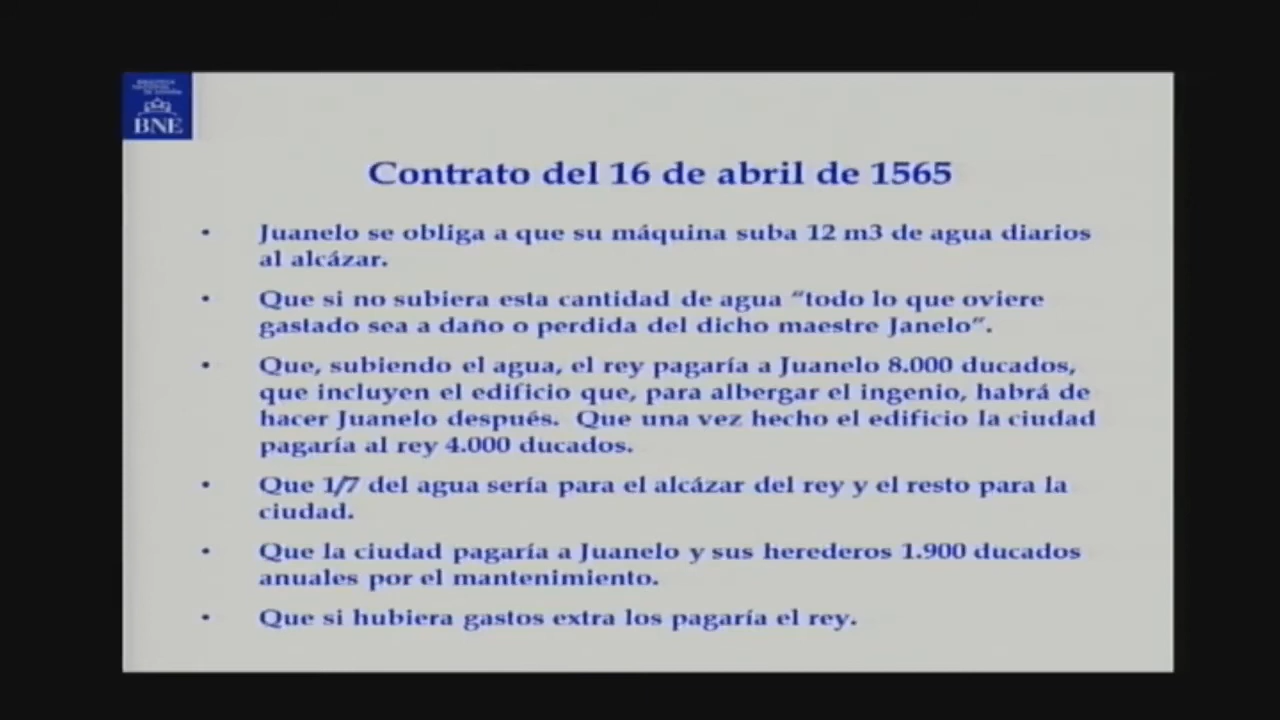 BIBLIOTECA
NACIONAL
DE ESPAÑA
BNE
Contrato del 16 de abril de 1565
• Juanelo se obliga a que su máquina suba 12 m3 de agua diarios
al alcázar.
• Que si no subiera esta cantidad de agua “todo lo que oviere
gastado sea a daño o perdida del dicho maestre Janelo”.
• Que, subiendo el agua, el rey pagaría a Juanelo 8.000 ducados,
que incluyen el edificio que, para albergar el ingenio, habrá de
hacer Juanelo después. Que una vez hecho el edificio la ciudad
pagaría al rey 4.000 ducados.
• Que 1/7 del agua sería para el alcázar del rey y el resto para la
ciudad.
• Que la ciudad pagaría a Juanelo y sus herederos 1.900 ducados
anuales por el mantenimiento.
• Que si hubiera gastos extra los pagaría el rey.